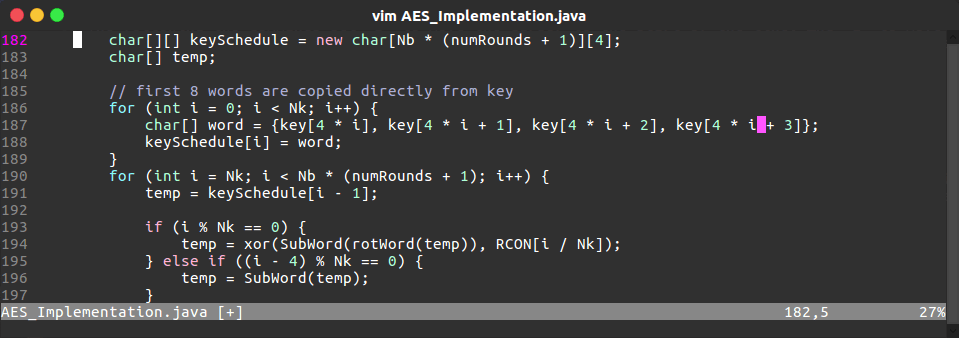 vim AES_Implementation.java
182 char[][] keySchedule = new char[Nb * (numRounds + 1)][4];
183 char[] temp;
184
185 // first 8 words are copied directly from key
186 for (int i = 0; i < Nk; i++) {
187 char[] word = {key[4 * i], key[4 * i + 1], key[4 * i + 2], key[4 * i + 3]};
188 keySchedule[i] = word;
189 }
190 for (int i = Nk; i < Nb * (numRounds + 1); i++) {
191 temp = keySchedule[i - 1];
192
193 if (i % Nk == 0) {
194 temp = xor(SubWord(rotWord(temp)), RCON[i / Nk]);
195 } else if ((i - 4) % Nk == 0) {
196 temp = SubWord(temp);
197 }
AES_Implementation.java [+] 182,5 27%